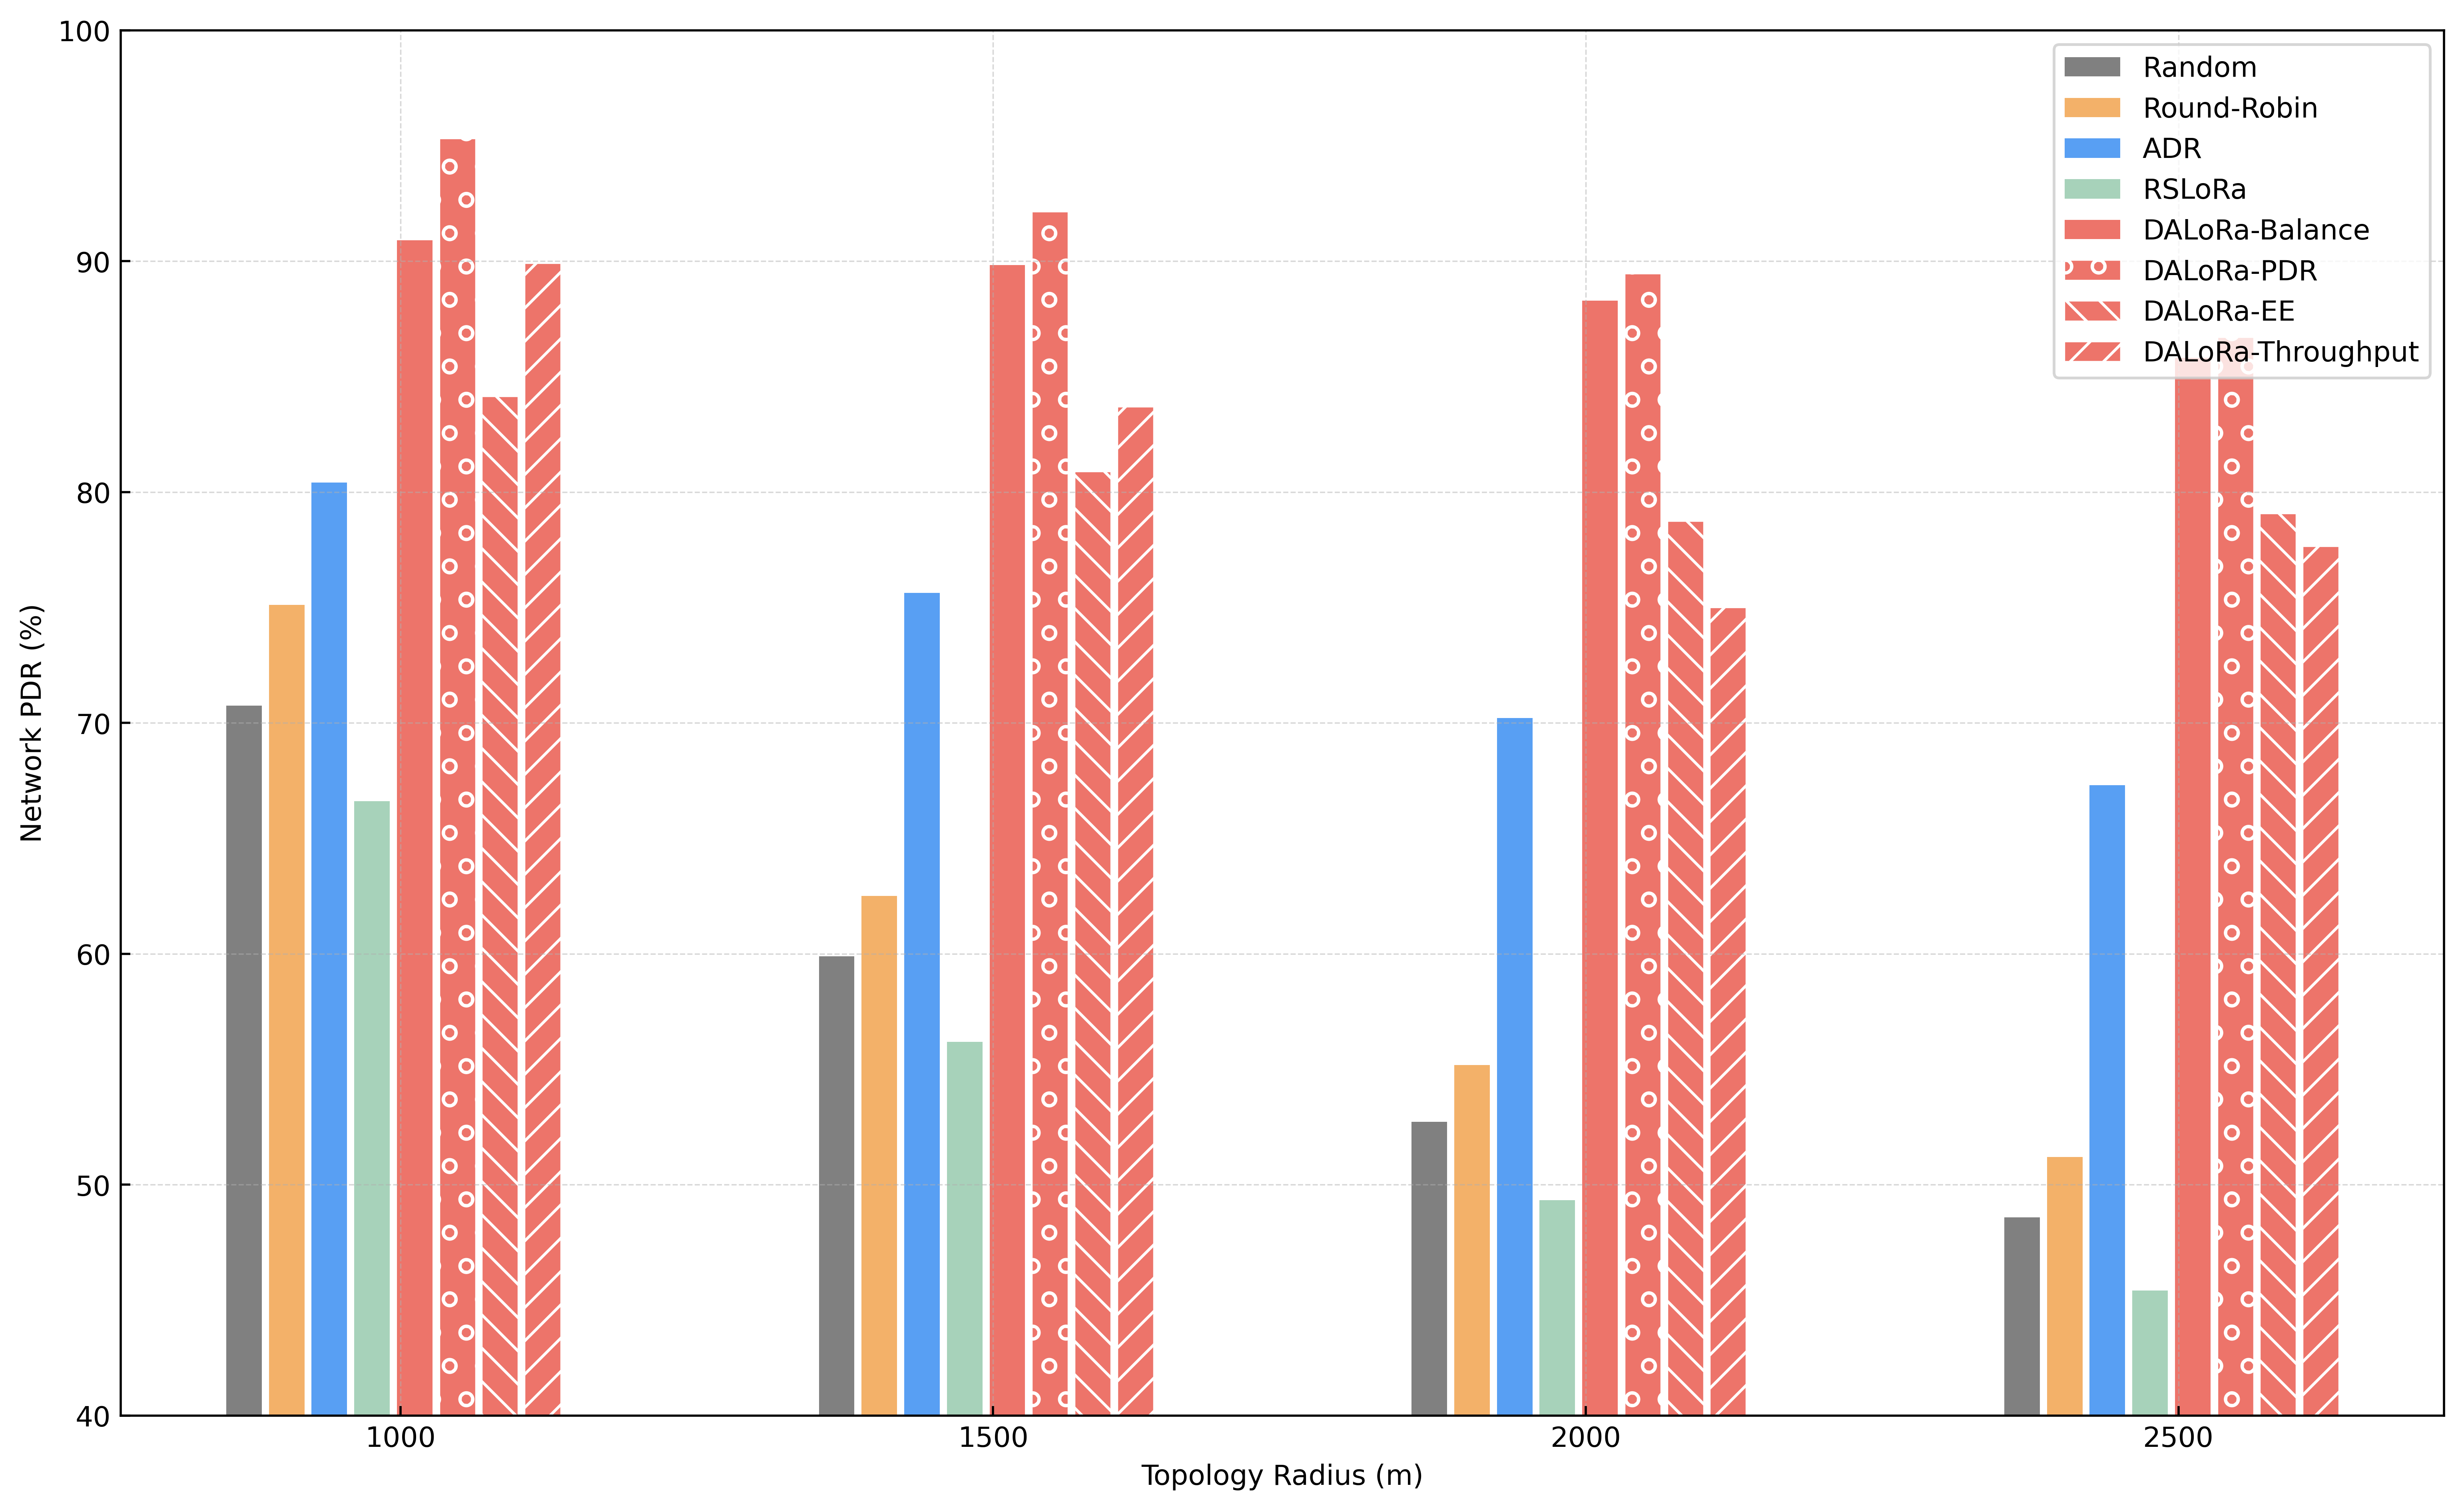 100
90
80
70
60
50
40
Network PDR (%)
1000
1500
2000
2500
Topology Radius (m)
Random
Round-Robin
ADR
RSLoRa
DALoRa-Balance
DALoRa-PDR
DALoRa-EE
DALoRa-Throughput